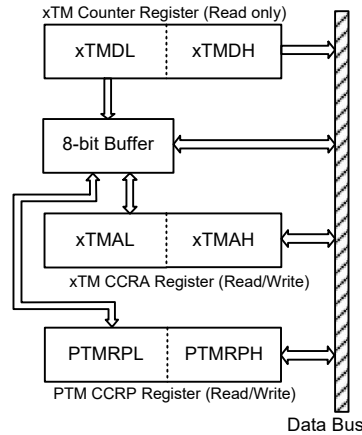 xTM Counter Register (Read only)
xTMDL xTMDH
8-bit Buffer
xTMAL xTMAH
xTM CCRA Register (Read/Write)
PTMRPL PTMRPH
PTM CCRP Register (Read/Write)
Data Bus